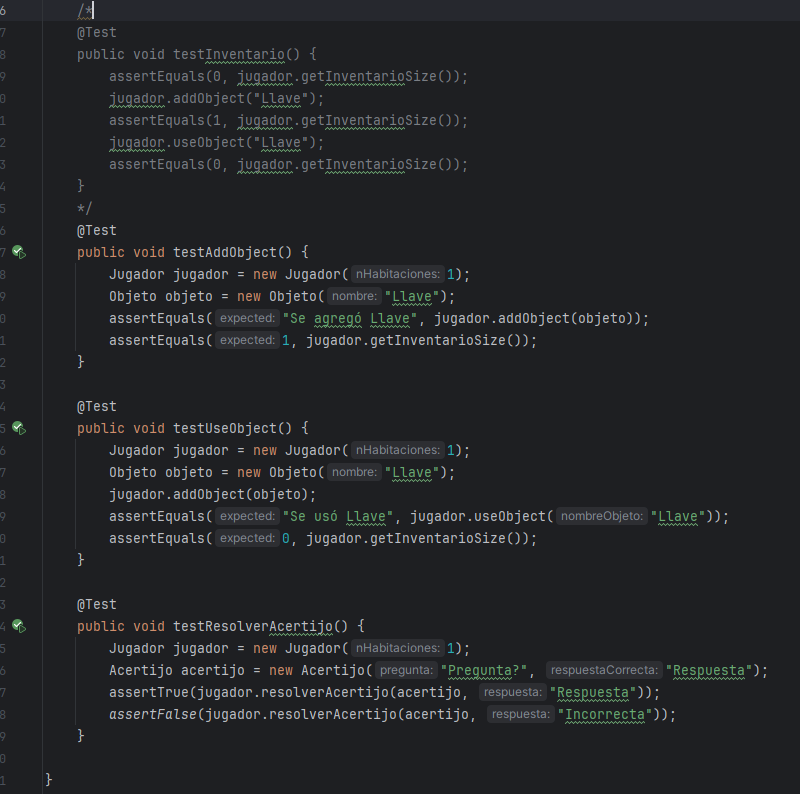 6 /*
7 @Test
8 public void testInventario() {
9 assertEquals(0, jugador.getInventarioSize());
0 jugador.addObject("Llave");
1 assertEquals(1, jugador.getInventarioSize());
2 jugador.useObject("Llave");
3 assertEquals(0, jugador.getInventarioSize());
4 }
5 */
6 @Test
7 public void testAddObject() {
8 Jugador jugador = new Jugador( nHabitaciones: 1);
9 Objeto objeto = new Objeto( nombre: "Llave");
0 assertEquals( expected: "Se agregó Llave", jugador.addObject(objeto));
1 assertEquals( expected: 1, jugador.getInventarioSize());
2 }
3
4 @Test
5 public void testUseObject() {
6 Jugador jugador = new Jugador( nHabitaciones: 1);
7 Objeto objeto = new Objeto( nombre: "Llave");
8 jugador.addObject(objeto);
9 assertEquals( expected: "Se usó Llave", jugador.useObject( nombreObjeto: "Llave"));
0 assertEquals( expected: 0, jugador.getInventarioSize());
1 }
2
3 @Test
4 public void testResolverAcertijo() {
5 Jugador jugador = new Jugador( nHabitaciones: 1);
6 Acertijo acertijo = new Acertijo( pregunta: "Pregunta?", respuestaCorrecta: "Respuesta");
7 assertTrue(jugador.resolverAcertijo(acertijo, respuesta: "Respuesta"));
8 assertFalse(jugador.resolverAcertijo(acertijo, respuesta: "Incorrecta"));
9 }
0
1 }